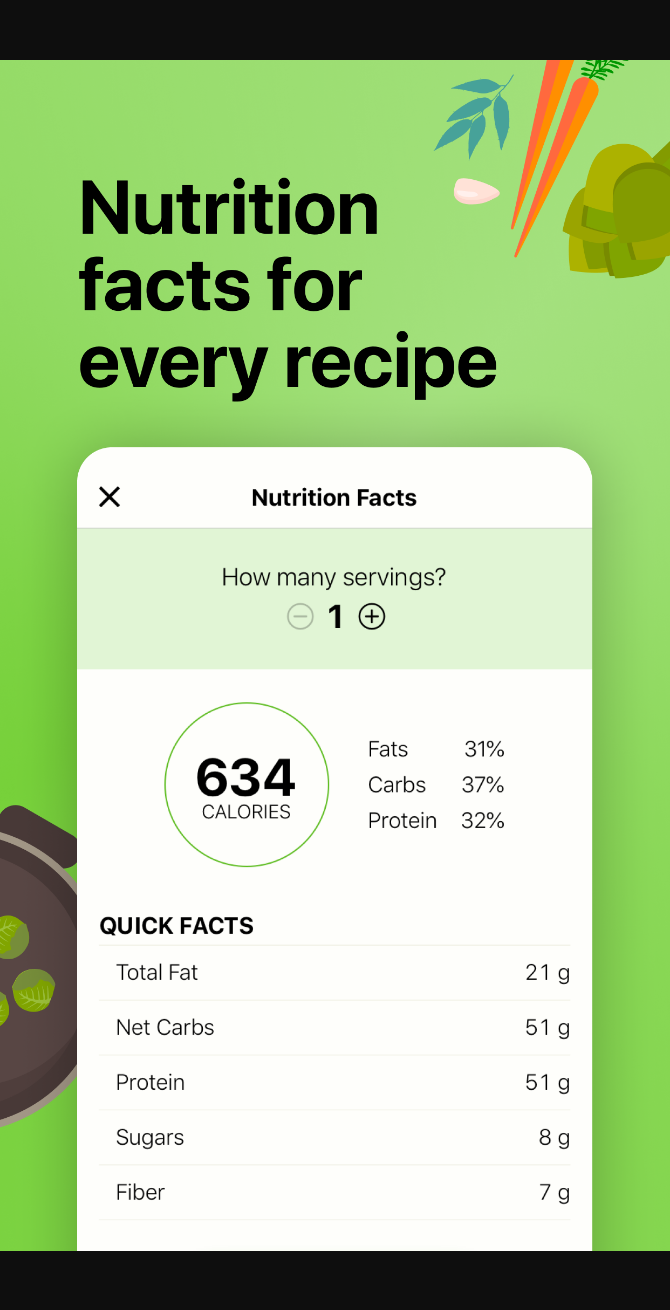 Nutrition
facts for
every recipe
Nutrition Facts
How many servings?
1
634
CALORIES
Fats 31%
Carbs 37%
Protein 32%
QUICK FACTS
Total Fat 21 g
Net Carbs 51 g
Protein 51 g
Sugars 8 g
Fiber 7 g